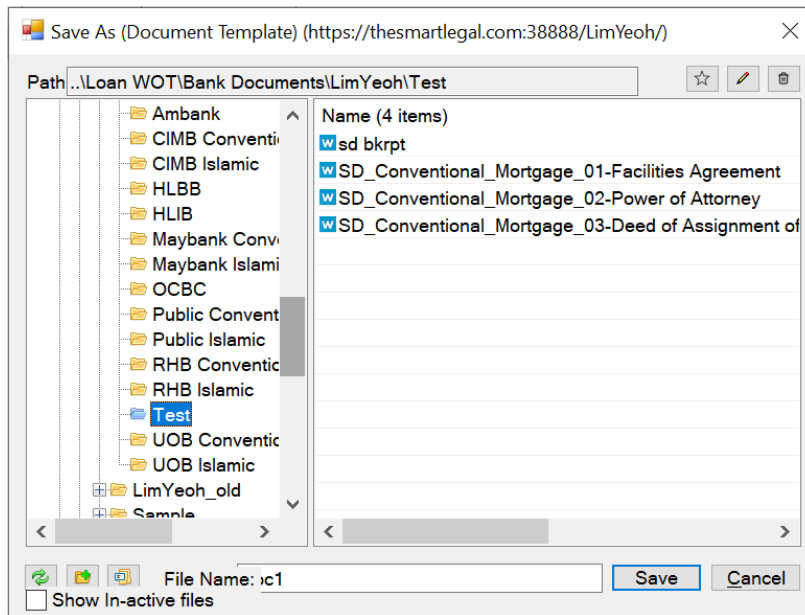 Save As (Document Template) (https://thesmartlegal.com:38888/LimYeoh/)
Path ..\Loan WOT\Bank Documents\LimYeoh\Test
Ambank
CIMB Conventi
CIMB Islamic
HLBB
HLIB
Maybank Conv
Maybank Islami
OCBC
Public Convent
Public Islamic
RHB Conventic
RHB Islamic
Test
UOB Conventic
UOB Islamic
LimYeoh_old
Sample
Name (4 items)
sd bkrpt
SD_Conventional_Mortgage_01-Facilities Agreement
SD_Conventional_Mortgage_02-Power of Attorney
SD_Conventional_Mortgage_03-Deed of Assignment of
File Name: oc1
Save
Cancel
Show In-active files